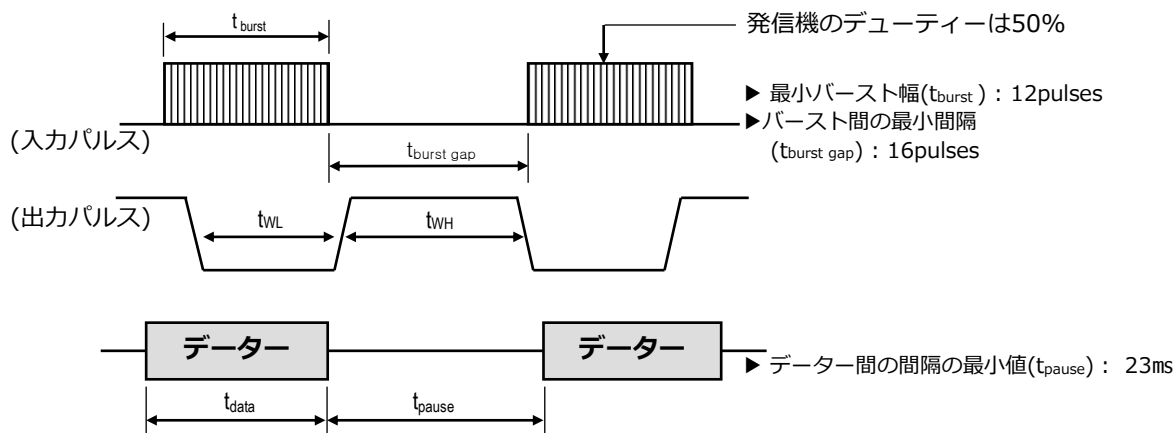 t burst
発信機のデューティーは50%
▶ 最小バースト幅(tburst ) : 12pulses
▶バースト間の最小間隔
(tburst gap) : 16pulses
(入力パルス)
tburst gap
(出力パルス)
tWL
tWH
データー
データー
▶ データー間の間隔の最小値(tpause) : 23ms
tdata
tpause